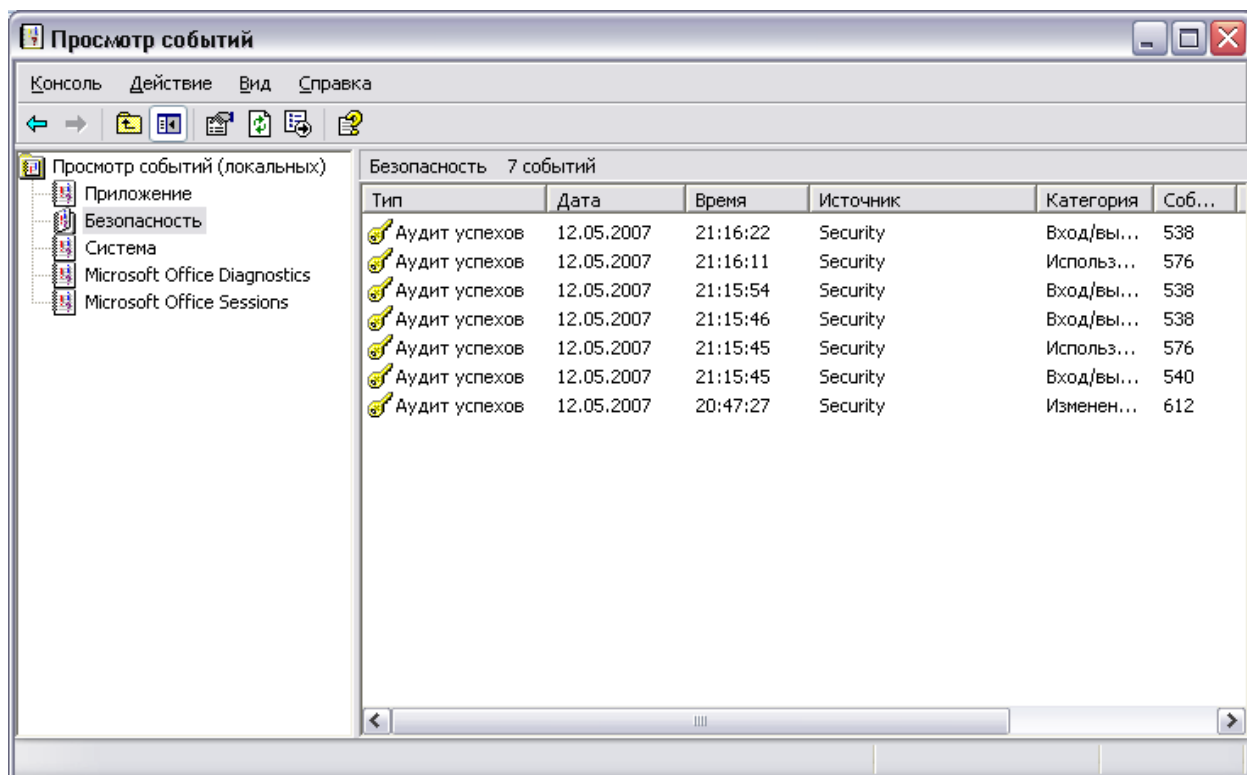 Просмотр событий
Консоль Действие Вид Справка
Просмотр событий (локальных)
Приложение
Безопасность
Система
Microsoft Office Diagnostics
Microsoft Office Sessions
Безопасность 7 событий
Тип Дата Время Источник Категория Соб...
Аудит успехов 12.05.2007 21:16:22 Security Вход/вы... 538
Аудит успехов 12.05.2007 21:16:11 Security Использ... 576
Аудит успехов 12.05.2007 21:15:54 Security Вход/вы... 538
Аудит успехов 12.05.2007 21:15:46 Security Вход/вы... 538
Аудит успехов 12.05.2007 21:15:45 Security Использ... 576
Аудит успехов 12.05.2007 21:15:45 Security Вход/вы... 540
Аудит успехов 12.05.2007 20:47:27 Security Изменен... 612